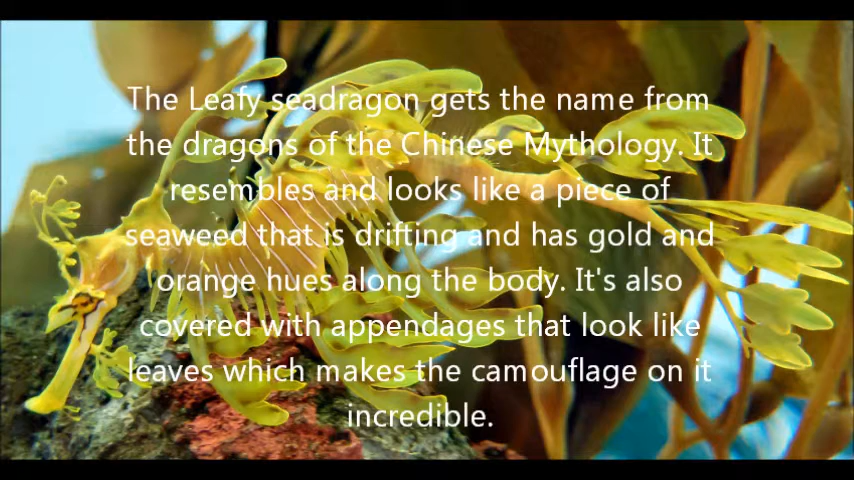 The Leafy seadragon gets the name from
the dragons of the Chinese Mythology. It
resembles and looks like a piece of
seaweed that is drifting and has gold and
orange hues along the body. It's also
covered with appendages that look like
leaves which makes the camouflage on it
incredible.